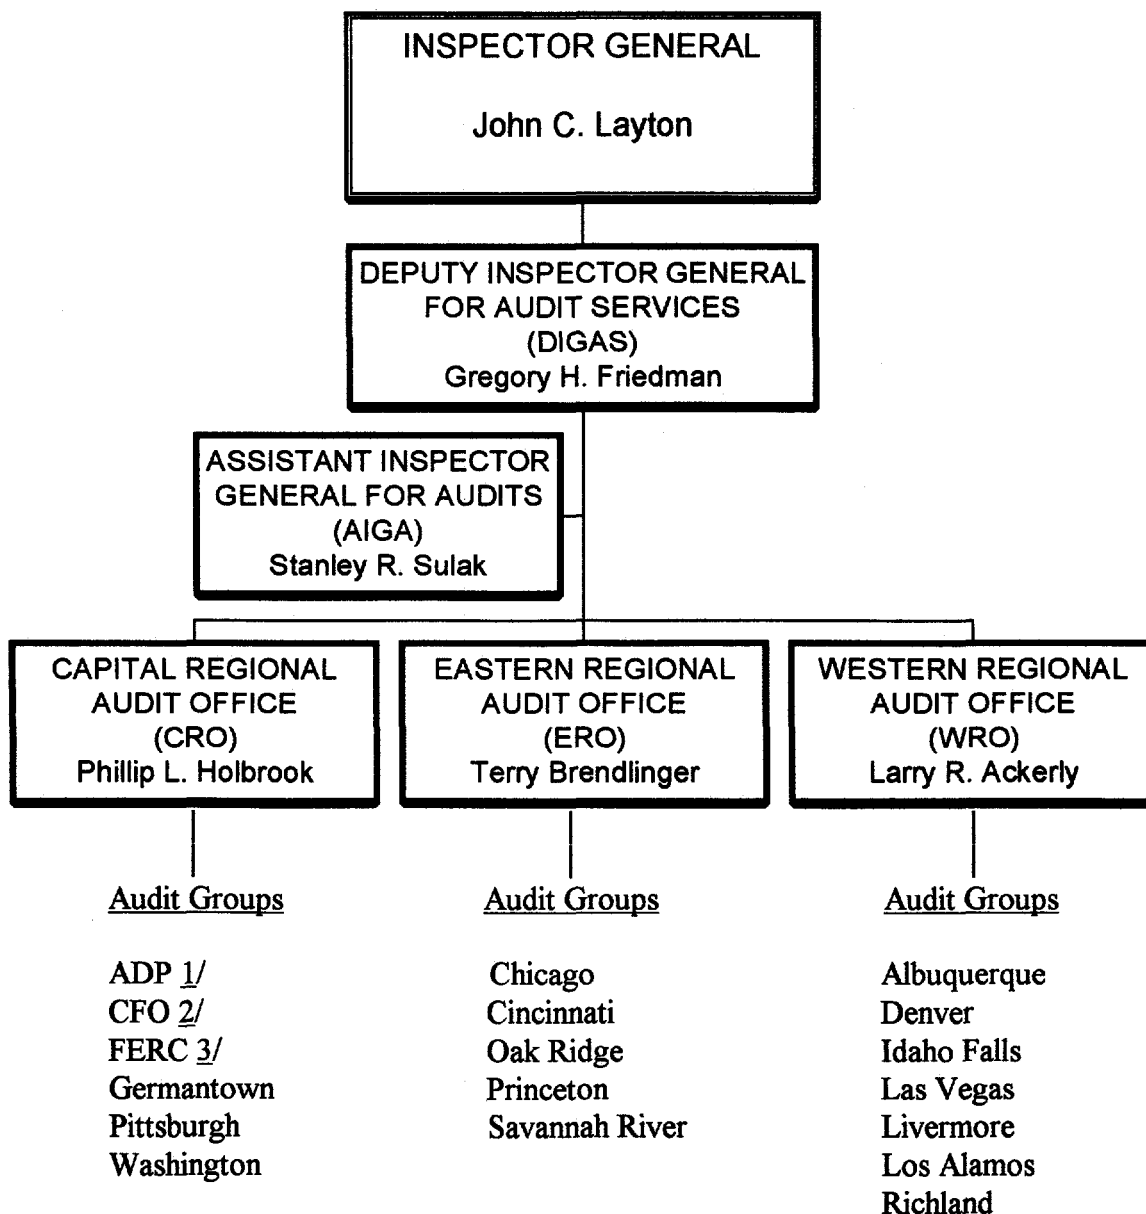 INSPECTOR GENERAL
John C. Layton
DEPUTY INSPECTOR GENERAL
FOR AUDIT SERVICES
(DIGAS)
Gregory H. Friedman
ASSISTANT INSPECTOR
GENERAL FOR AUDITS
(AIGA)
Stanley R. Sulak
CAPITAL REGIONAL
AUDIT OFFICE
(CRO)
Phillip L. Holbrook
EASTERN REGIONAL
AUDIT OFFICE
(ERO)
Terry Brendlinger
WESTERN REGIONAL
AUDIT OFFICE
(WRO)
Larry R. Ackerly
Audit Groups
ADP 1/
CFO 2/
FERC 3/
Germantown
Pittsburgh
Washington
Audit Groups
Chicago
Cincinnati
Oak Ridge
Princeton
Savannah River
Audit Groups
Albuquerque
Denver
Idaho Falls
Las Vegas
Livermore
Los Alamos
Richland